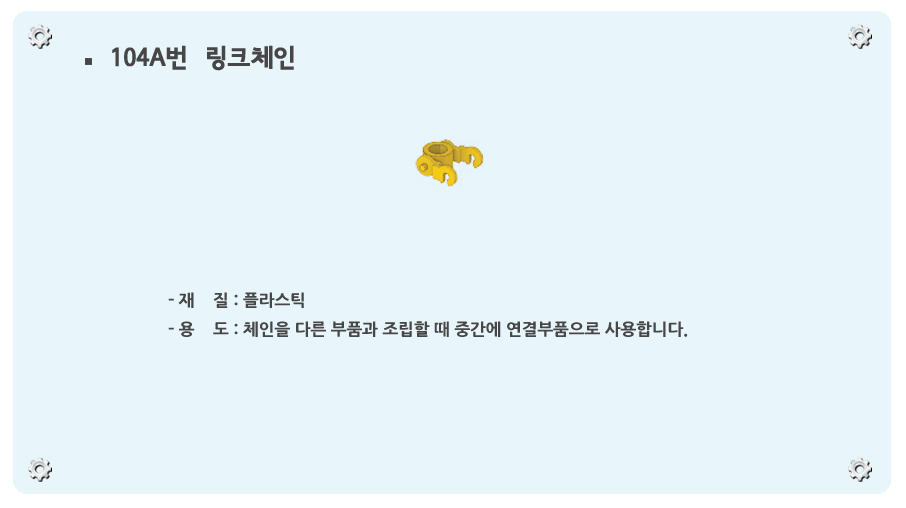 ▪ 104A번 링크체인
- 재 질 : 플라스틱
- 용 도 : 체인을 다른 부품과 조립할 때 중간에 연결부품으로 사용합니다.